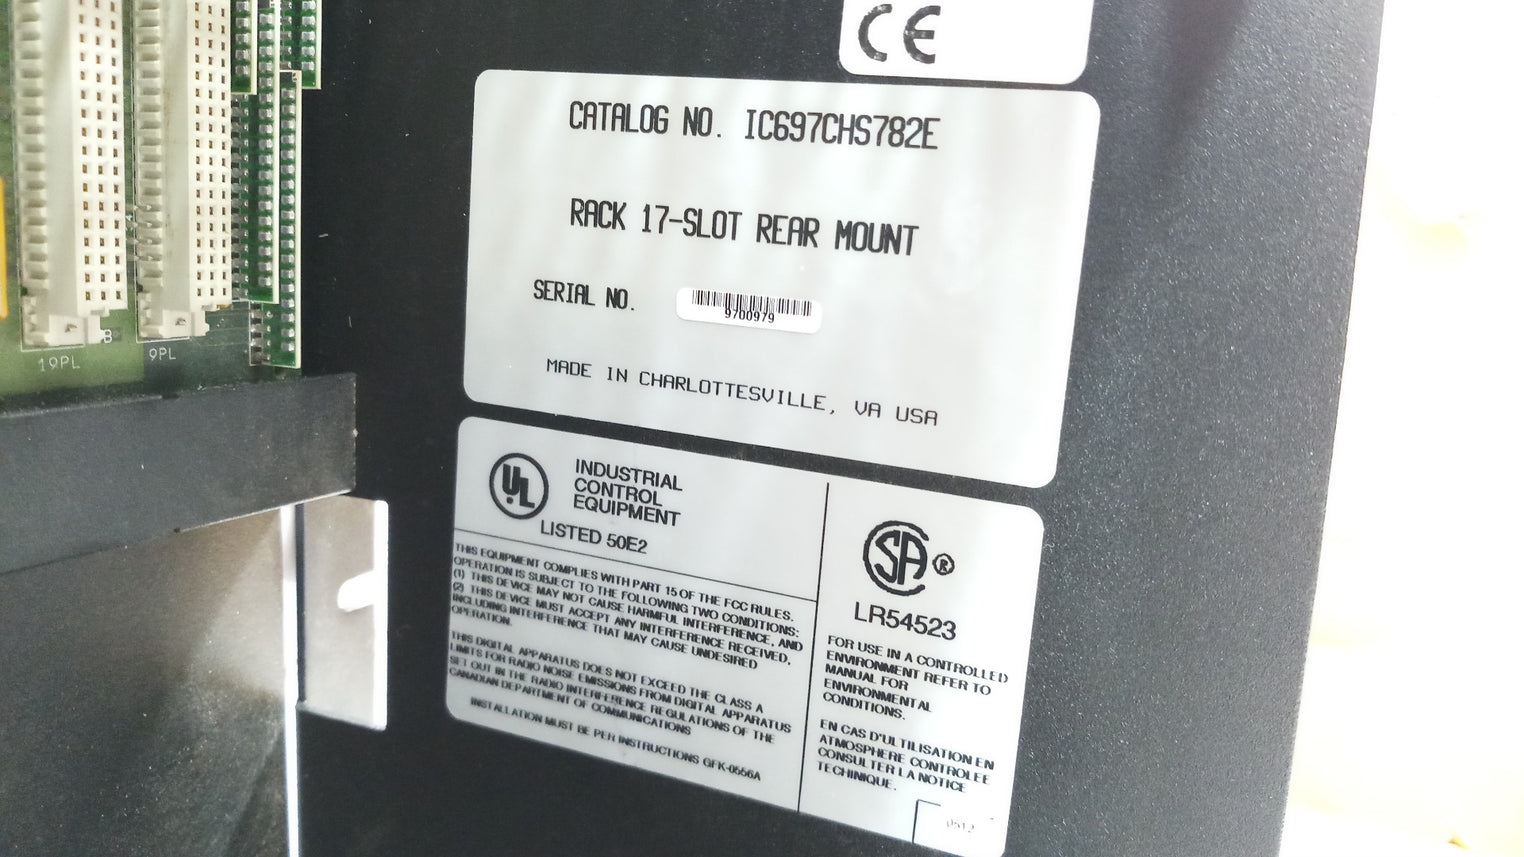 CE
CATALOG NO. IC697CHS782E
RACK 17-SLOT REAR MOUNT
SERIAL NO.
9700979
MADE IN CHARLOTTESVILLE, VA USA
19PL
B
9PL
UL
INDUSTRIAL
CONTROL
EQUIPMENT
LISTED 50E2
THIS EQUIPMENT COMPLIES WITH PART 15 OF THE FCC RULES.
OPERATION IS SUBJECT TO THE FOLLOWING TWO CONDITIONS:
(1) THIS DEVICE MAY NOT CAUSE HARMFUL INTERFERENCE, AND
(2) THIS DEVICE MUST ACCEPT ANY INTERFERENCE RECEIVED,
INCLUDING INTERFERENCE THAT MAY CAUSE UNDESIRED
OPERATION.
THIS DIGITAL APPARATUS DOES NOT EXCEED THE CLASS A
LIMITS FOR RADIO NOISE EMISSIONS FROM DIGITAL APPARATUS
SET OUT IN THE RADIO INTERFERENCE REGULATIONS OF THE
CANADIAN DEPARTMENT OF COMMUNICATIONS
INSTALLATION MUST BE PER INSTRUCTIONS GFK-0556A
SA ®
LR54523
FOR USE IN A CONTROLLED
ENVIRONMENT REFER TO
MANUAL FOR
ENVIRONMENTAL
CONDITIONS.
EN CAS D'ULTILISATION EN
ATMOSPHERE CONTROLEE
CONSULTER LA NOTICE
TECHINIQUE.
0512